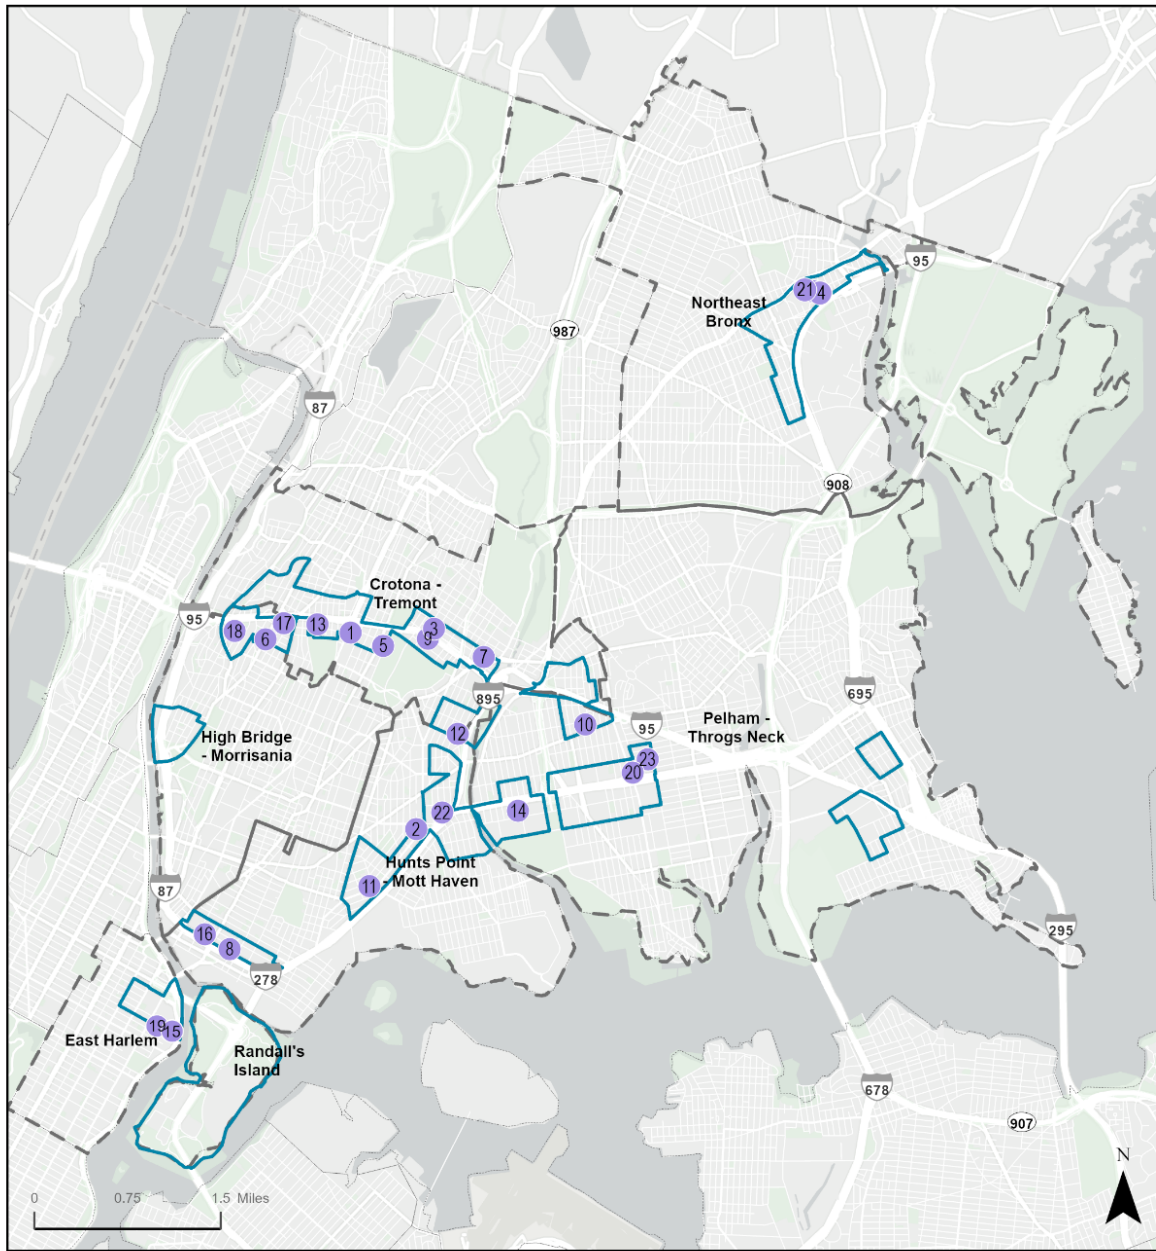 95
21 4
Northeast
Bronx
987
87
908
95
Crotona -
Tremont
18
6
17
13
1
5
3
9
7
895
695
High Bridge
- Morrisania
12
10
95
Pelham -
Throgs Neck
23
20
22
14
2
Hunts Point
- Mott Haven
11
87
16
8
278
295
East Harlem
19 15
Randall's
Island
678
907
N
0 0.75 1.5 Miles